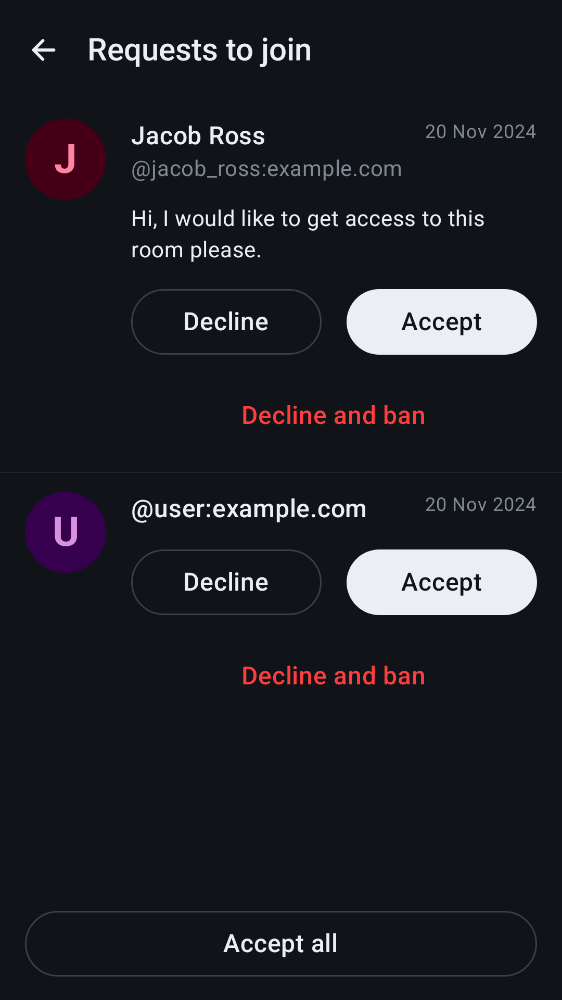 Requests to join
J
Jacob Ross
20 Nov 2024
@jacob_ross:example.com
Hi, I would like to get access to this
room please.
Decline
Accept
Decline and ban
U
@user:example.com
20 Nov 2024
Decline
Accept
Decline and ban
Accept all